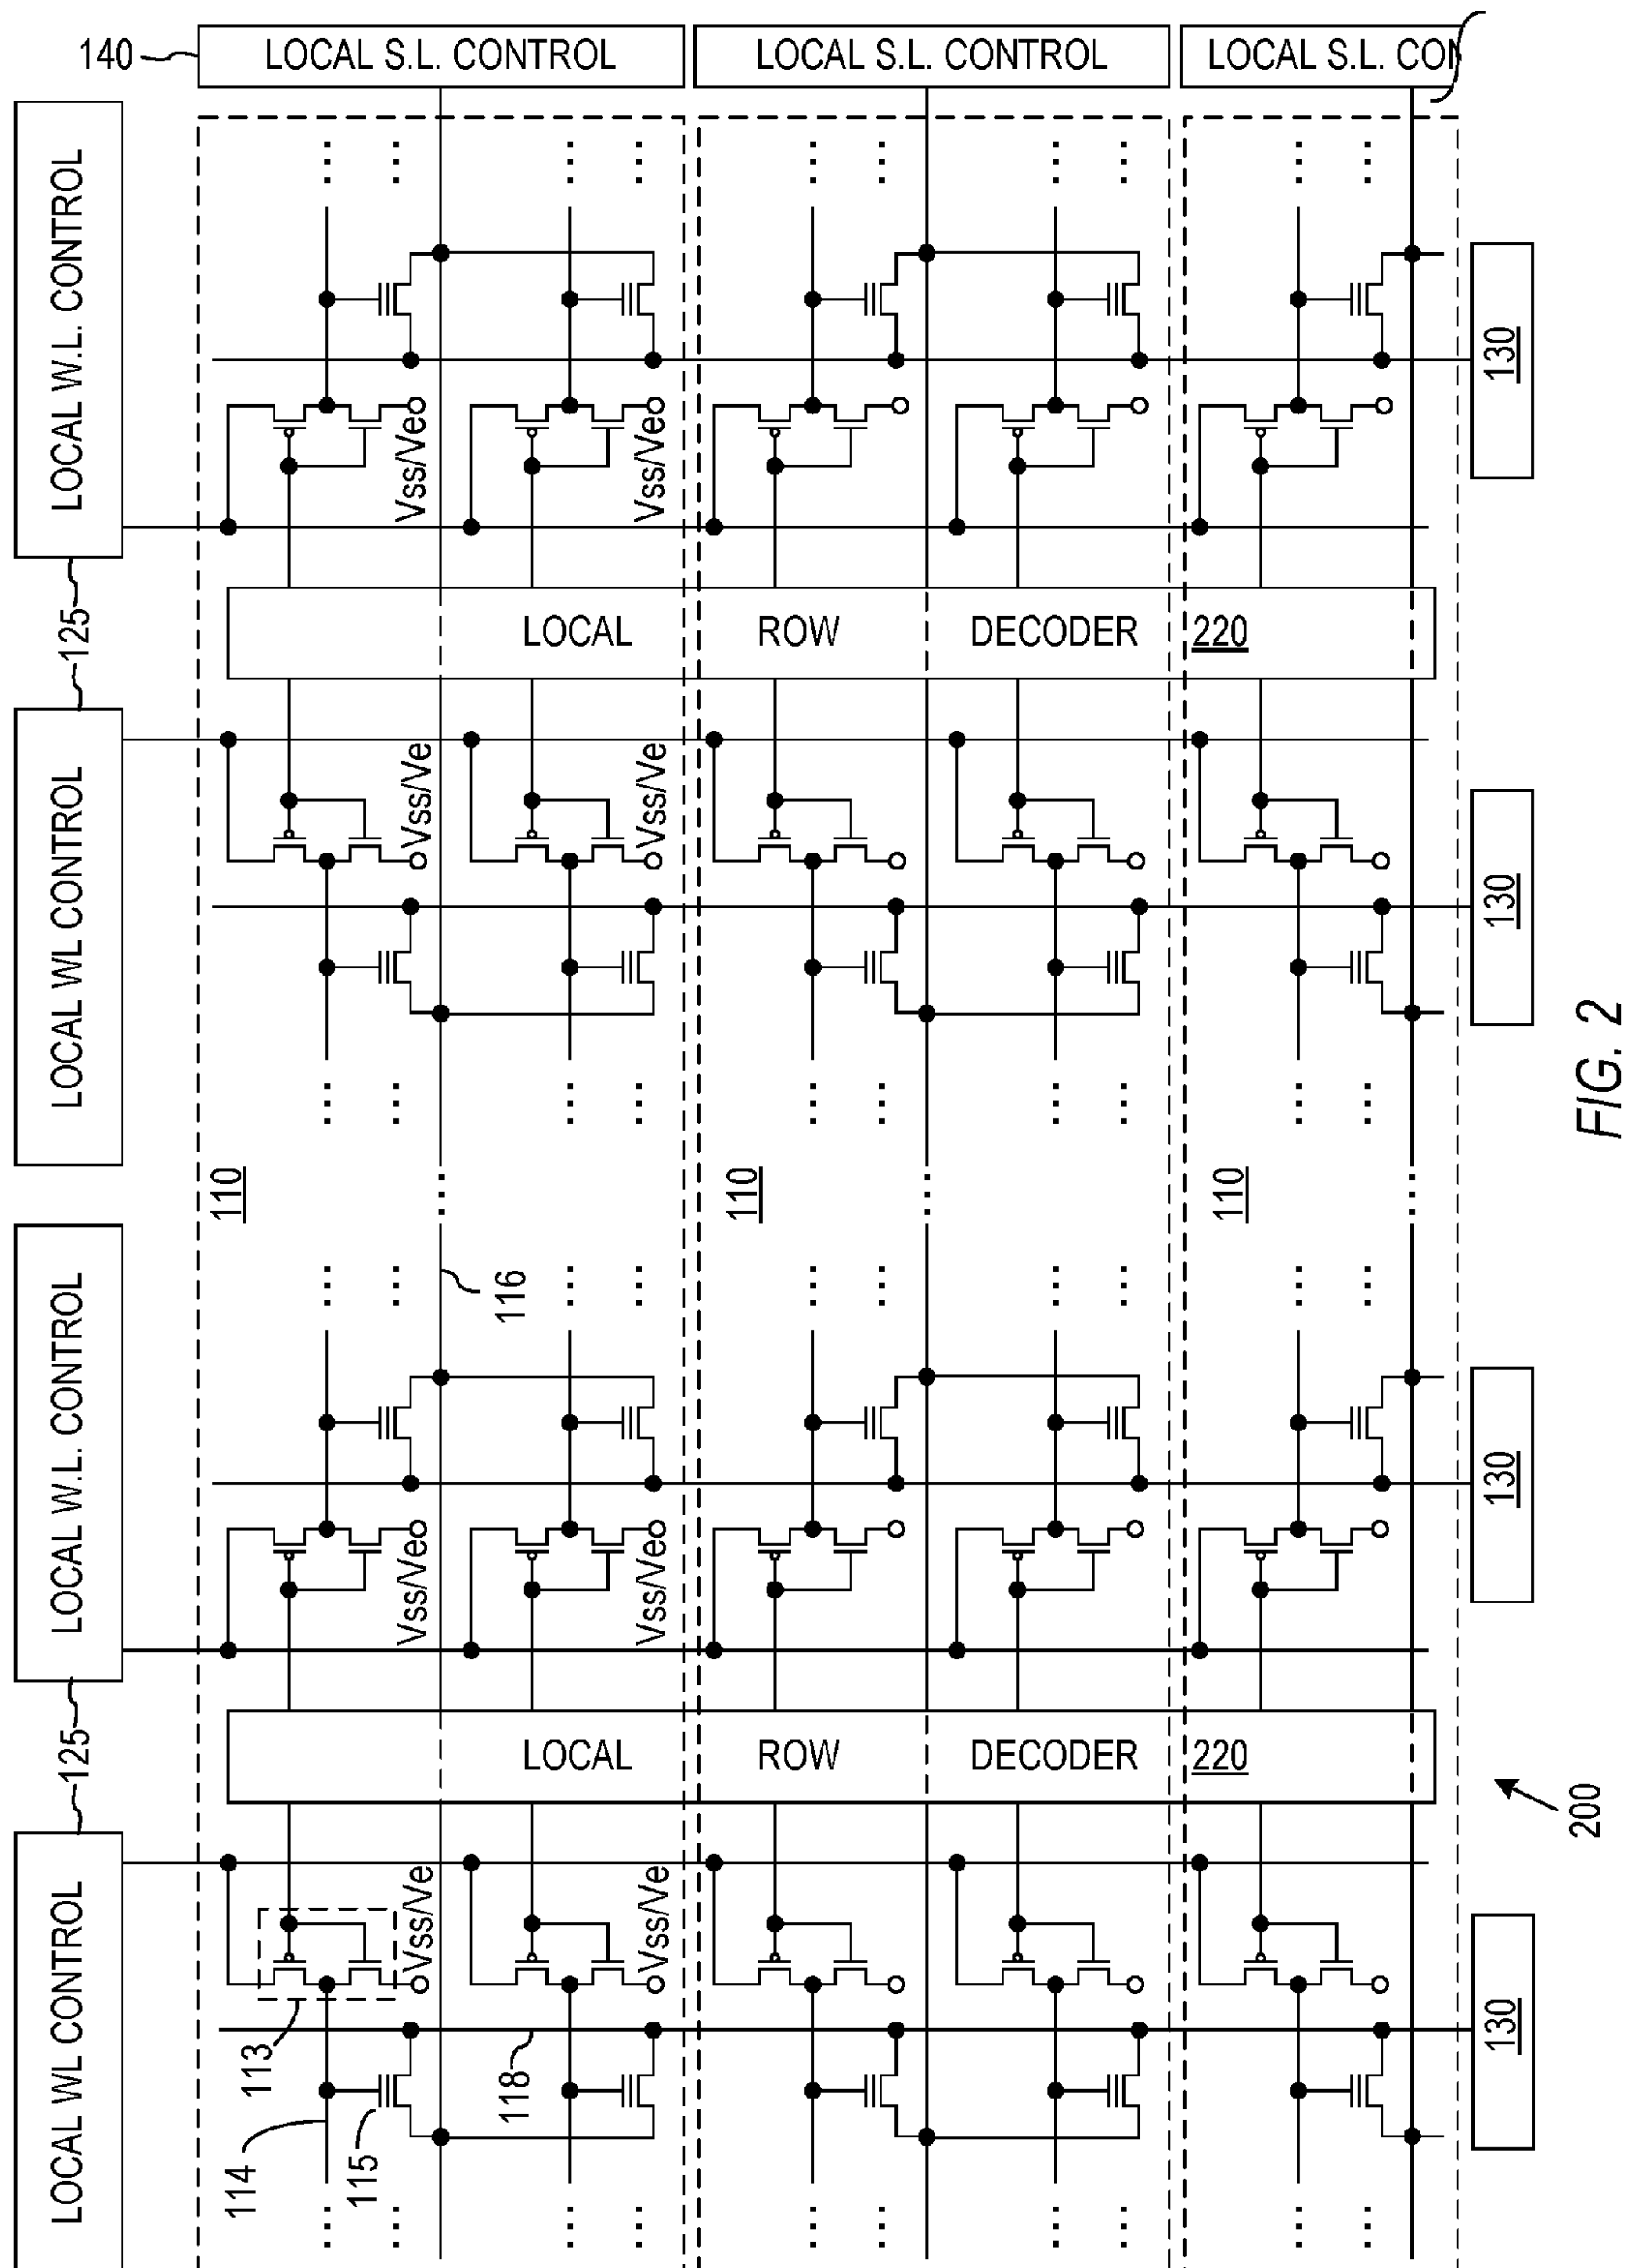 140
LOCAL S.L. CONTROL
LOCAL S.L. CONTROL
LOCAL S.L. CON
LOCAL W.L. CONTROL
125
LOCAL WL CONTROL
LOCAL W.L. CONTROL
125
LOCAL WL CONTROL
Vss/Ve
Vss/Ve
130
LOCAL ROW DECODER 220
Vss/Ve
Vss/Ve
130
110
110
110
116
Vss/Ve
Vss/Ve
130
LOCAL ROW DECODER 220
Vss/Ve
Vss/Ve
130
113
118
114
115
200
FIG. 2